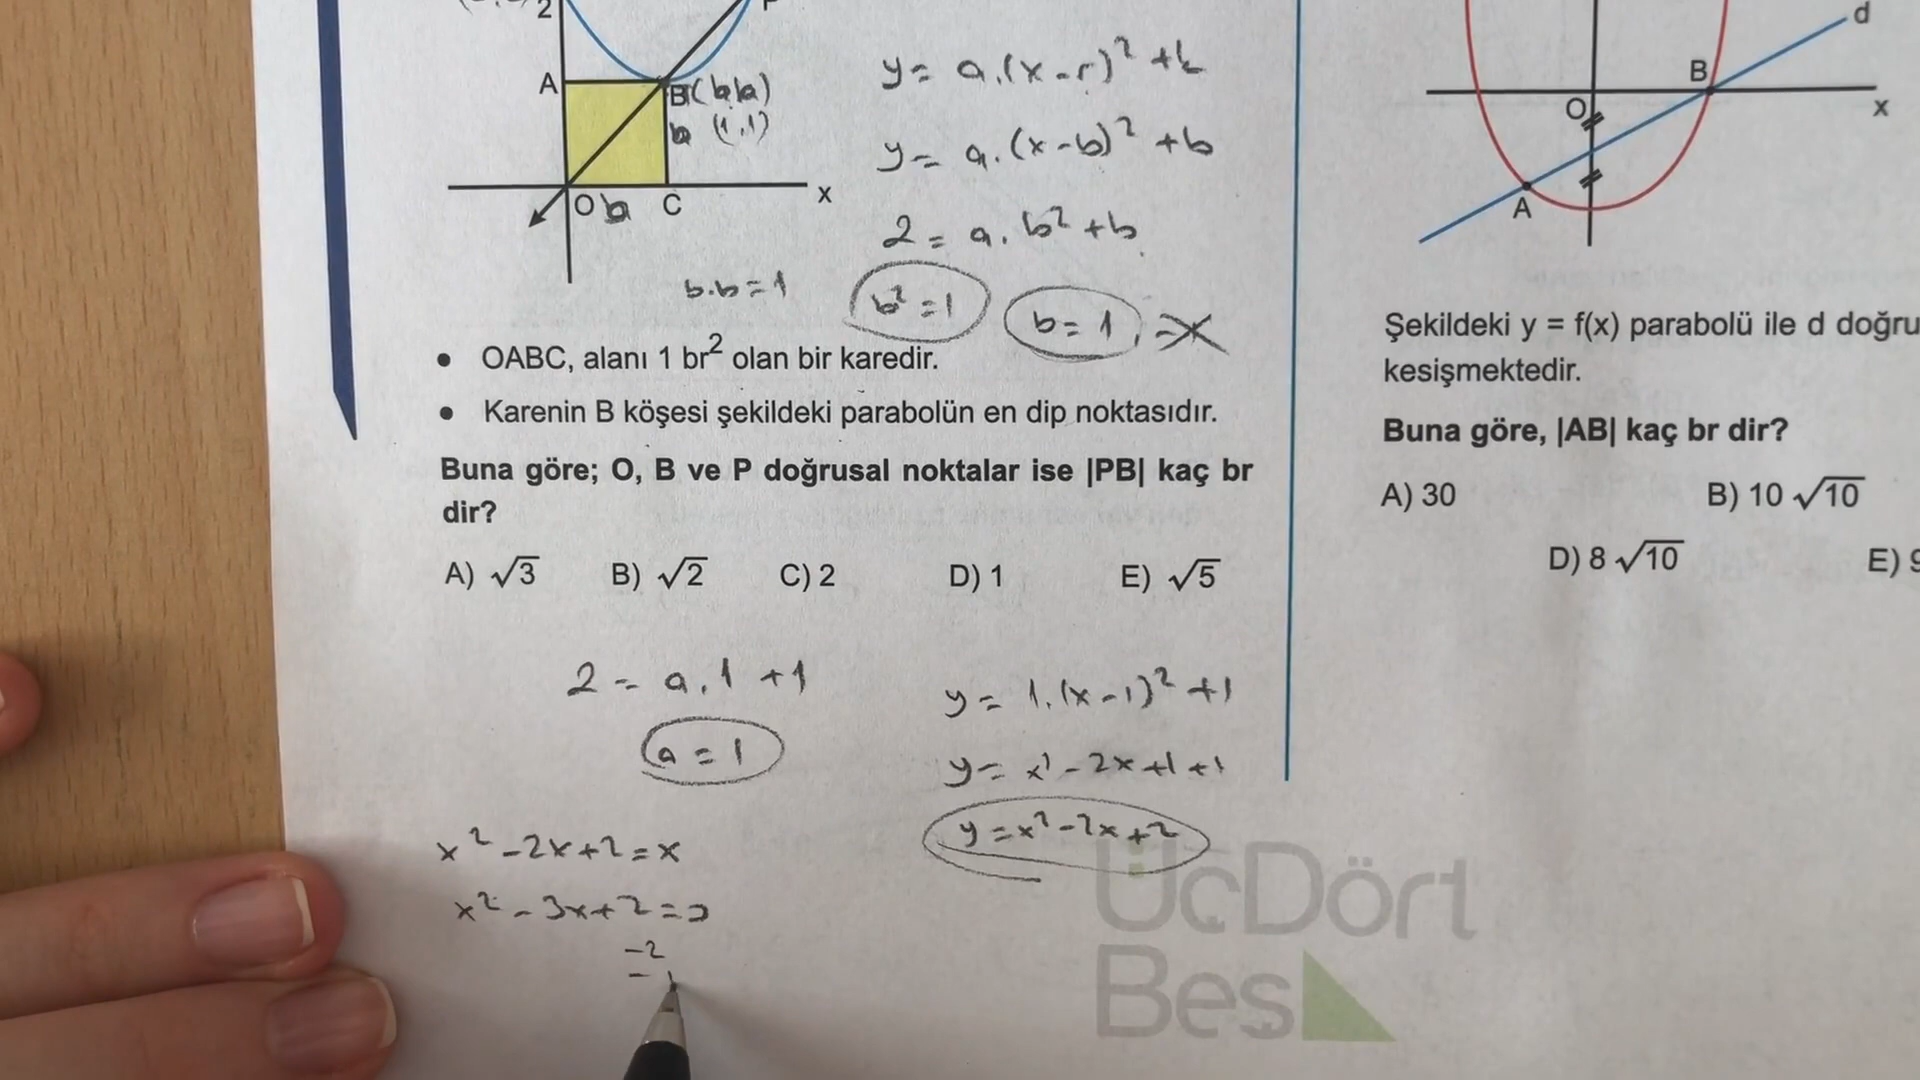 2
A
B(b,b)
b (1,1)
O b C x
b.b=1
y = a.(x-r)² + k
y = a.(x-b)² + b
2 = a.b² + b
b² = 1
b = 1
• OABC, alanı 1 br² olan bir karedir.
• Karenin B köşesi şekildeki parabolün en dip noktasıdır.
Buna göre; O, B ve P doğrusal noktalar ise |PB| kaç br
dir?
A) √3 B) √2 C) 2 D) 1 E) √5
2 = a.1 + 1
a = 1
y = 1.(x-1)² + 1
y = x² - 2x + 1 + 1
y = x² - 2x + 2
x² - 2x + 2 = x
x² - 3x + 2 = 0
-2
-1
d
B
O
x
A
Şekildeki y = f(x) parabolü ile d doğru
kesişmektedir.
Buna göre, |AB| kaç br dir?
A) 30 B) 10 √10
D) 8 √10 E) 9
ÜçDört
Beş